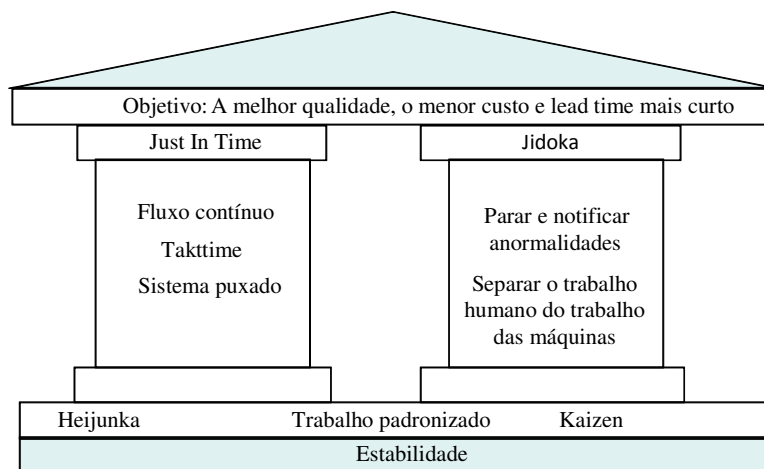 Objetivo: A melhor qualidade, o menor custo e lead time mais curto
Just In Time
Jidoka
Fluxo contínuo
Takttime
Sistema puxado
Parar e notificar
anormalidades
Separar o trabalho
humano do trabalho
das máquinas
Heijunka Trabalho padronizado Kaizen
Estabilidade